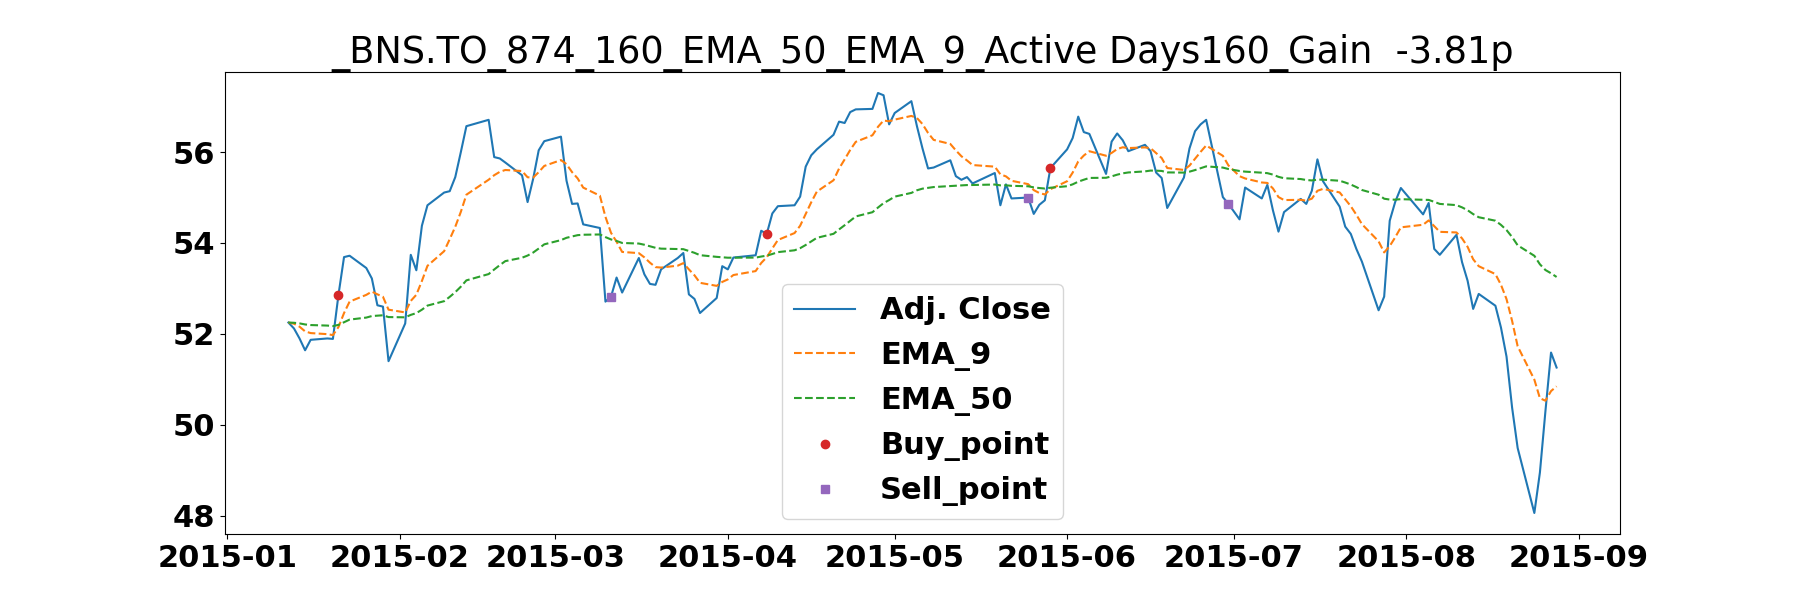 _BNS.TO_874_160_EMA_50_EMA_9_Active Days160_Gain  -3.81p
56
54
52
50
48
Adj. Close
EMA_9
EMA_50
Buy_point
Sell_point
2015-01 2015-02 2015-03 2015-04 2015-05 2015-06 2015-07 2015-08 2015-09